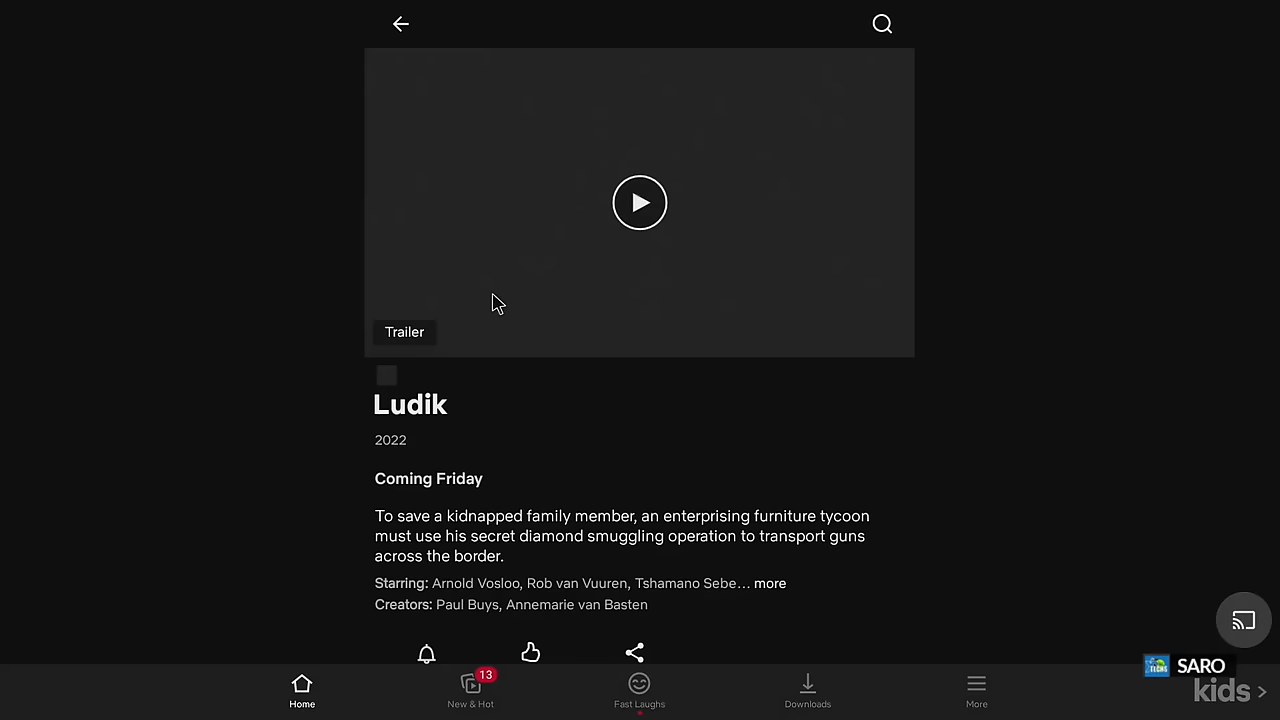 Trailer
Ludik
2022
Coming Friday
To save a kidnapped family member, an enterprising furniture tycoon
must use his secret diamond smuggling operation to transport guns
across the border.
Starring: Arnold Vosloo, Rob van Vuuren, Tshamano Sebe... more
Creators: Paul Buys, Annemarie van Basten
TECHS SARO
kids >
13
Home
New & Hot
Fast Laughs
Downloads
More